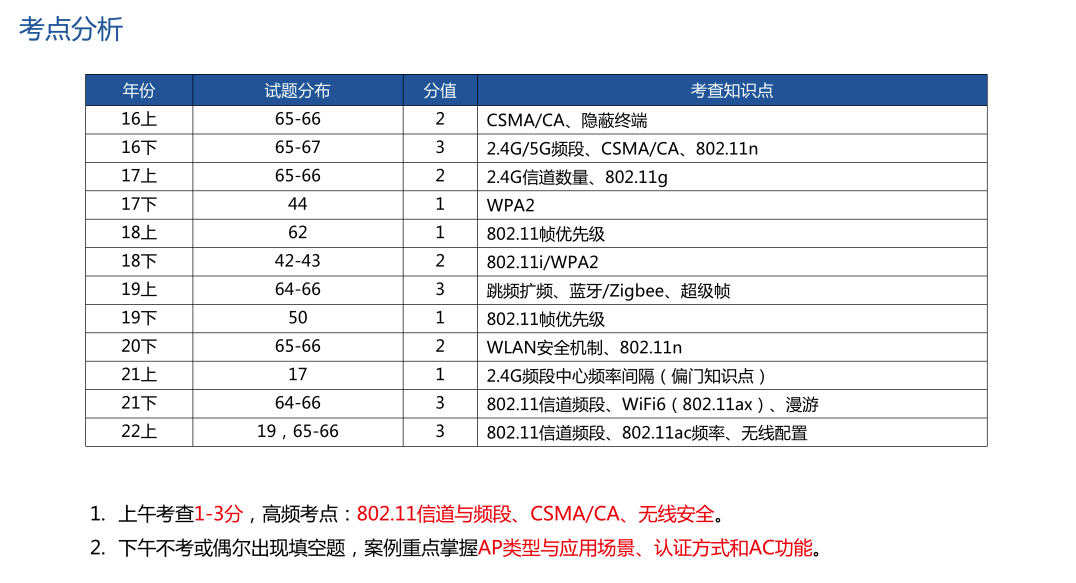 考点分析
年份 试题分布 分值 考查知识点
16上 65-66 2 CSMA/CA、隐蔽终端
16下 65-67 3 2.4G/5G频段、CSMA/CA、802.11n
17上 65-66 2 2.4G信道数量、802.11g
17下 44 1 WPA2
18上 62 1 802.11帧优先级
18下 42-43 2 802.11i/WPA2
19上 64-66 3 跳频扩频、蓝牙/Zigbee、超级帧
19下 50 1 802.11帧优先级
20下 65-66 2 WLAN安全机制、802.11n
21上 17 1 2.4G频段中心频率间隔（偏门知识点）
21下 64-66 3 802.11信道频段、WiFi6（802.11ax）、漫游
22上 19，65-66 3 802.11信道频段、802.11ac频率、无线配置
1. 上午考查1-3分，高频考点：802.11信道与频段、CSMA/CA、无线安全。
2. 下午不考或偶尔出现填空题，案例重点掌握AP类型与应用场景、认证方式和AC功能。